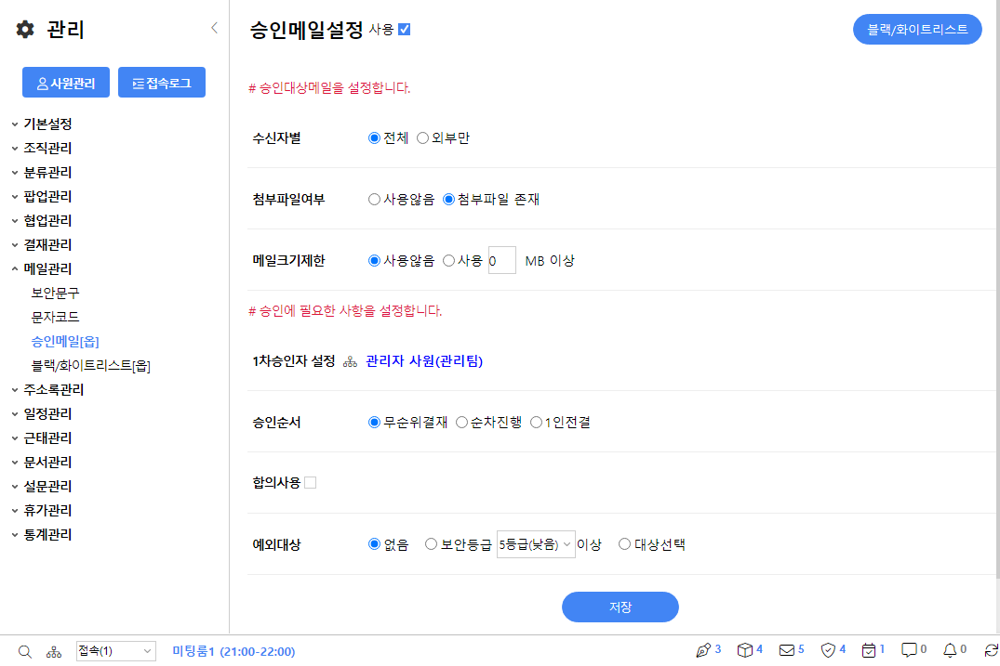 관리
사원관리 접속로그
기본설정
조직관리
분류관리
팝업관리
협업관리
결재관리
메일관리
보안문구
문자코드
승인메일[옵]
블랙/화이트리스트[옵]
주소록관리
일정관리
근태관리
문서관리
설문관리
휴가관리
통계관리
승인메일설정 사용 블랙/화이트리스트
# 승인대상메일을 설정합니다.
수신자별 전체 외부만
첨부파일여부 사용않음 첨부파일 존재
메일크기제한 사용않음 사용 0 MB 이상
# 승인에 필요한 사항을 설정합니다.
1차승인자 설정 관리자 사원(관리팀)
승인순서 무순위결재 순차진행 1인전결
합의사용
예외대상 없음 보안등급 5등급(낮음) 이상 대상선택
저장
접속(1) 미팅룸1 (21:00-22:00) 3 4 5 4 1 0 0